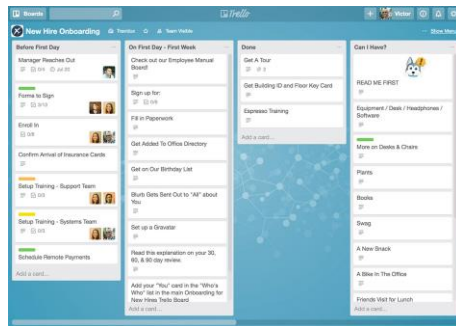 Boards
Trello
Victor
New Hire Onboarding
Team Visible
Show Menu
Before First Day
Manager Reaches Out
Forms to Sign
Enroll In
Confirm Arrival of Insurance Cards
Setup Training - Support Team
Setup Training - Systems Team
Schedule Remote Payments
Add a card...
On First Day - First Week
Check out our Employee Manual
Board!
Sign up for:
Fill in Paperwork
Get Added To Office Directory
Get on Our Birthday List
Blurb Gets Sent Out to "All" about
You
Set up a Gravatar
Read this explanation on your 30,
60, & 90 day review
Add your "You" card in the "Who's
Who" list in the main Onboarding for
New Hires Trello Board
Add a card...
Done
Get A Tour
Get Building ID and Floor Key Card
Espresso Training
Add a card...
Can I Have?
READ ME FIRST
Equipment / Desk / Headphones /
Software
More on Desks & Chairs
Plants
Books
Swag
A New Snack
A Bike In The Office
Friends Visit for Lunch
Add a card...